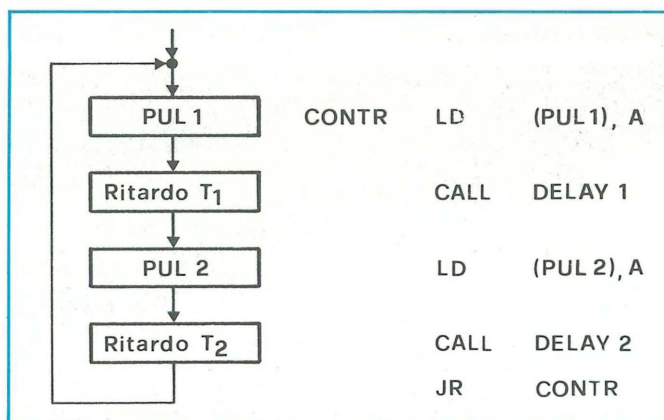 PUL 1 CONTR LD (PUL1), A
Ritardo T1 CALL DELAY 1
PUL 2 LD (PUL 2), A
Ritardo T2 CALL DELAY 2
JR CONTR